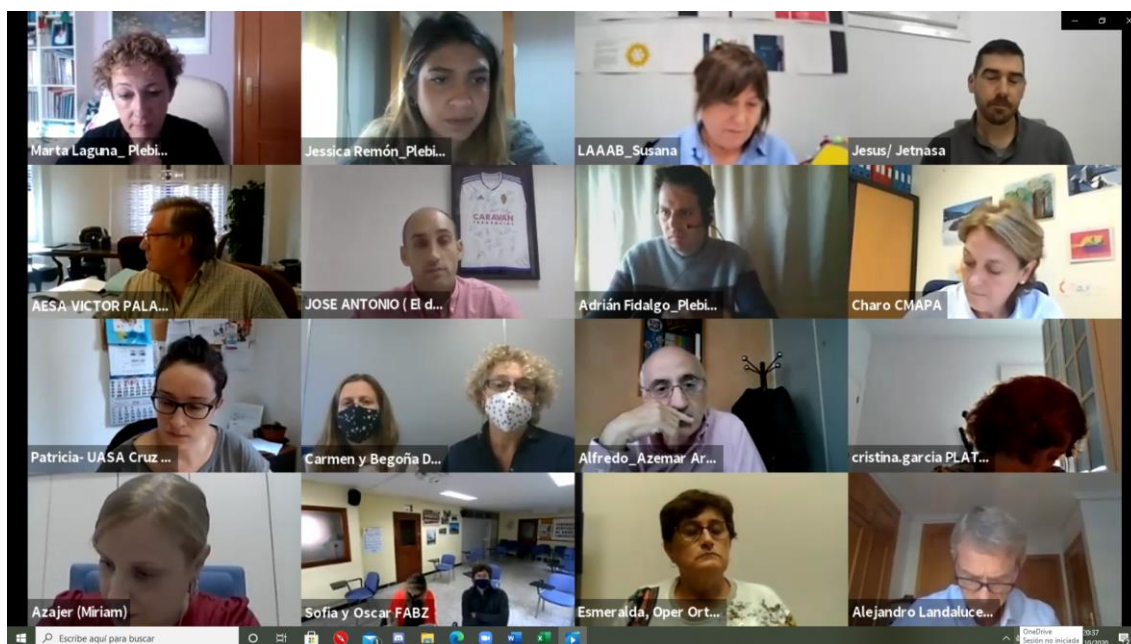 Marta Laguna_ Plebi...
Jessica Remón_Plebi...
LAAAB_Susana
Jesus/ Jetnasa
CARAVAN
AESA VICTOR PALA...
JOSE ANTONIO ( El d...
Adrián Fidalgo_Plebi...
Charo CMAPA
Patricia- UASA Cruz ...
Carmen y Begoña D...
Alfredo_Azemar Ar...
cristina.garcia PLAT...
Azajer (Miriam)
Sofia y Oscar FABZ
Esmeralda, Oper Ort...
Alejandro Landaluce...
Escribe aquí para buscar
OneDrive
Sesión no iniciada
20:37